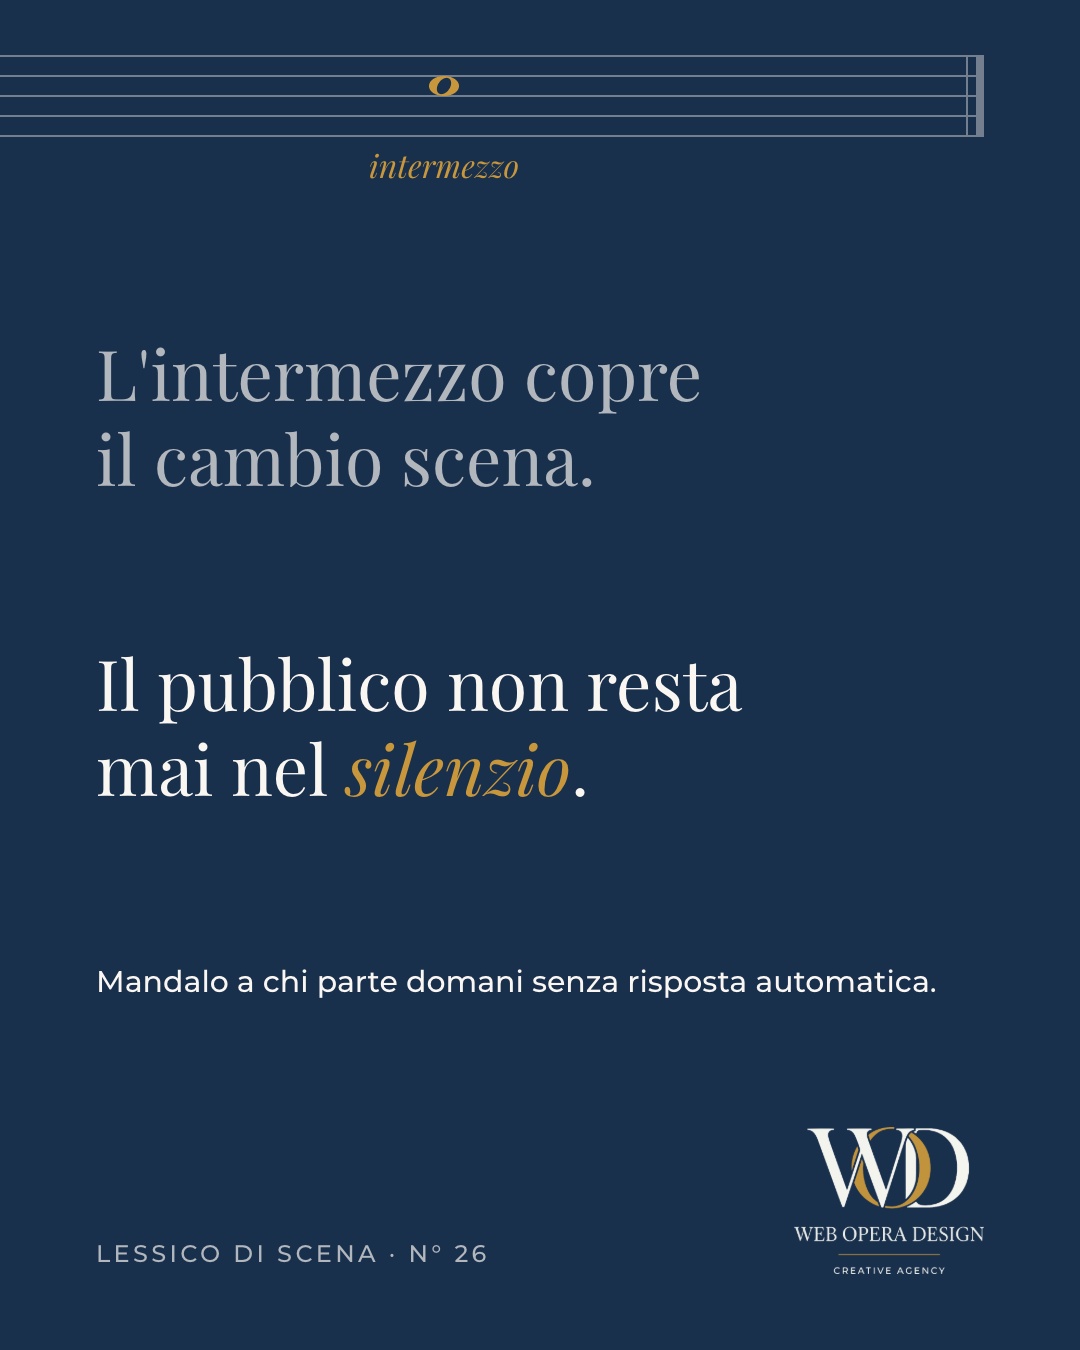 intermezzo
L'intermezzo copre
il cambio scena.
Il pubblico non resta
mai nel silenzio.
Mandalo a chi parte domani senza risposta automatica.
LESSICO DI SCENA · N° 26
WOD
WEB OPERA DESIGN
CREATIVE AGENCY